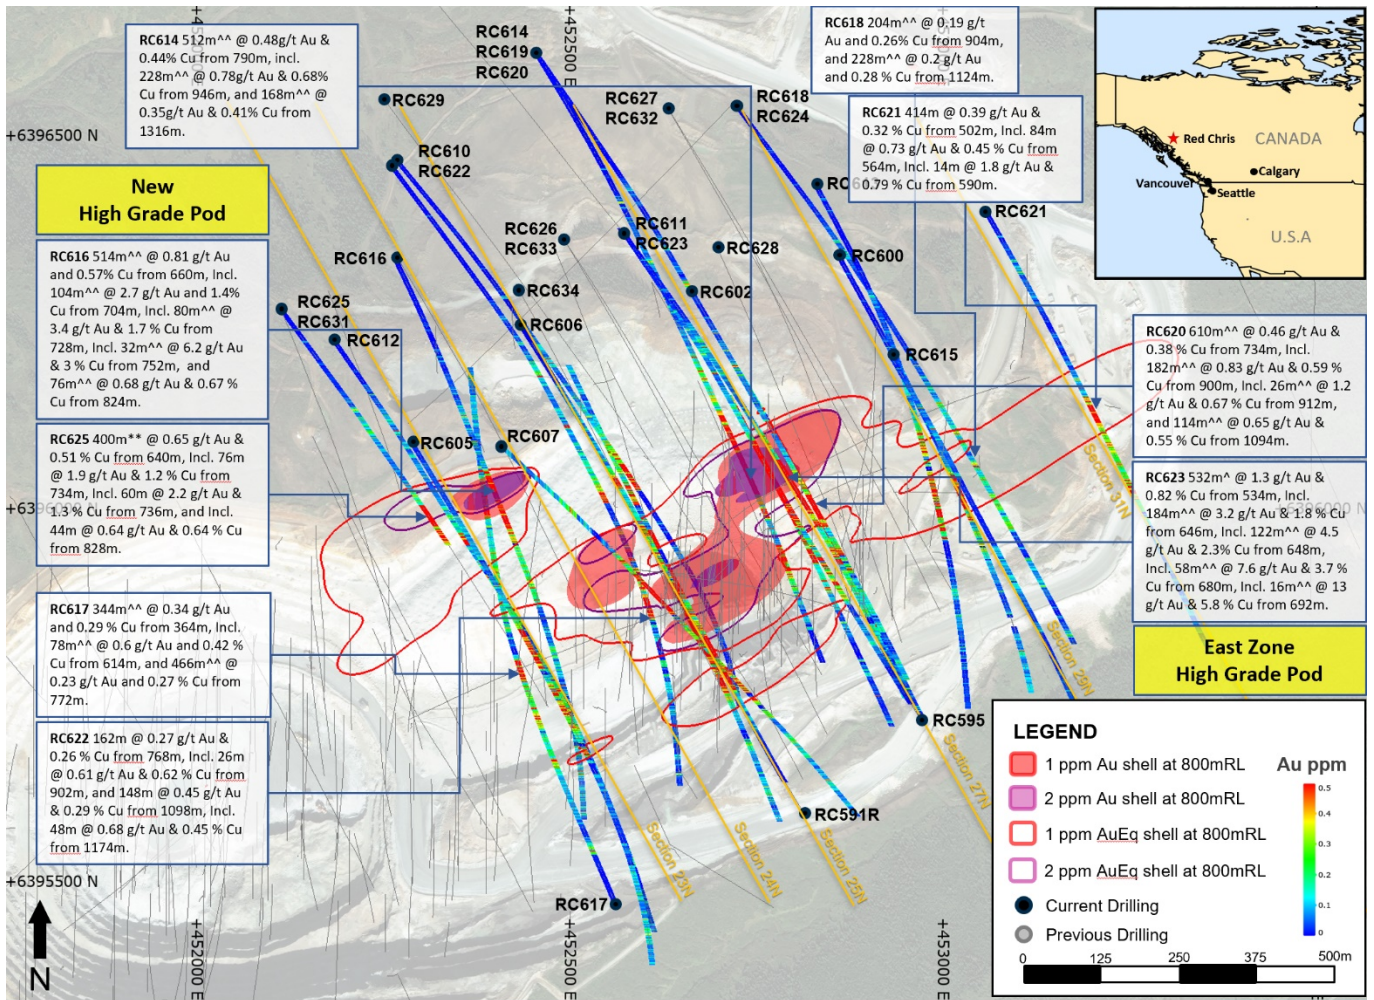 RC614 512m^^ @ 0.48g/t Au &
0.44% Cu from 790m, incl.
228m^^ @ 0.78g/t Au & 0.68%
Cu from 946m, and 168m^^ @
0.35g/t Au & 0.41% Cu from
1316m.
+452500 E
RC614
RC619
RC620
RC618 204m^^ @ 0.19 g/t
Au and 0.26% Cu from 904m,
and 228m^^ @ 0.2 g/t Au
and 0.28 % Cu from 1124m.
RC621 414m @ 0.39 g/t Au &
0.32 % Cu from 502m, Incl. 84m
@ 0.73 g/t Au & 0.45 % Cu from
564m, Incl. 14m @ 1.8 g/t Au &
0.79 % Cu from 590m.
Red Chris
CANADA
Calgary
Vancouver
Seattle
U.S.A
+6396500 N
RC629
RC627
RC632
RC618
RC624
RC610
RC622
RC621
New
High Grade Pod
RC616 514m^^ @ 0.81 g/t Au
and 0.57% Cu from 660m, Incl.
104m^^ @ 2.7 g/t Au and 1.4%
Cu from 704m, Incl. 80m^^ @
3.4 g/t Au & 1.7 % Cu from
728m, Incl. 32m^^ @ 6.2 g/t Au
& 3 % Cu from 752m, and
76m^^ @ 0.68 g/t Au & 0.67 %
Cu from 824m.
RC626
RC633
RC611
RC623
RC628
RC600
RC616
RC634
RC602
RC625
RC631
RC606
RC612
RC615
RC620 610m^^ @ 0.46 g/t Au &
0.38 % Cu from 734m, Incl.
182m^^ @ 0.83 g/t Au & 0.59 %
Cu from 900m, Incl. 26m^^ @ 1.2
g/t Au & 0.67 % Cu from 912m,
and 114m^^ @ 0.65 g/t Au &
0.55 % Cu from 1094m.
RC625 400m** @ 0.65 g/t Au &
0.51 % Cu from 640m, Incl. 76m
@ 1.9 g/t Au & 1.2 % Cu from
734m, Incl. 60m @ 2.2 g/t Au &
1.3 % Cu from 736m, and Incl.
44m @ 0.64 g/t Au & 0.64 % Cu
from 828m.
RC605
RC607
Section 31N
RC623 532m^ @ 1.3 g/t Au &
0.82 % Cu from 534m, Incl.
184m^^ @ 3.2 g/t Au & 1.8 % Cu
from 646m, Incl. 122m^^ @ 4.5
g/t Au & 2.3% Cu from 648m,
Incl. 58m^^ @ 7.6 g/t Au & 3.7 %
Cu from 680m, Incl. 16m^^ @ 13
g/t Au & 5.8 % Cu from 692m.
+6396000 N
+6396000 N
RC617 344m^^ @ 0.34 g/t Au
and 0.29 % Cu from 364m, Incl.
78m^^ @ 0.6 g/t Au and 0.42 %
Cu from 614m, and 466m^^ @
0.23 g/t Au and 0.27 % Cu from
772m.
East Zone
High Grade Pod
Section 29N
RC622 162m @ 0.27 g/t Au &
0.26 % Cu from 768m, Incl. 26m
@ 0.61 g/t Au & 0.62 % Cu from
902m, and 148m @ 0.45 g/t Au
& 0.29 % Cu from 1098m, Incl.
48m @ 0.68 g/t Au & 0.45 % Cu
from 1174m.
RC595
Section 27N
RC591R
Section 23N
Section 24N
Section 25N
+6395500 N
RC617
N
+452000 E
+452500 E
+453000 E
LEGEND
1 ppm Au shell at 800mRL
2 ppm Au shell at 800mRL
1 ppm AuEq shell at 800mRL
2 ppm AuEq shell at 800mRL
Current Drilling
Previous Drilling
Au ppm
0.5
0.4
0.3
0.2
0.1
0
0 125 250 375 500m